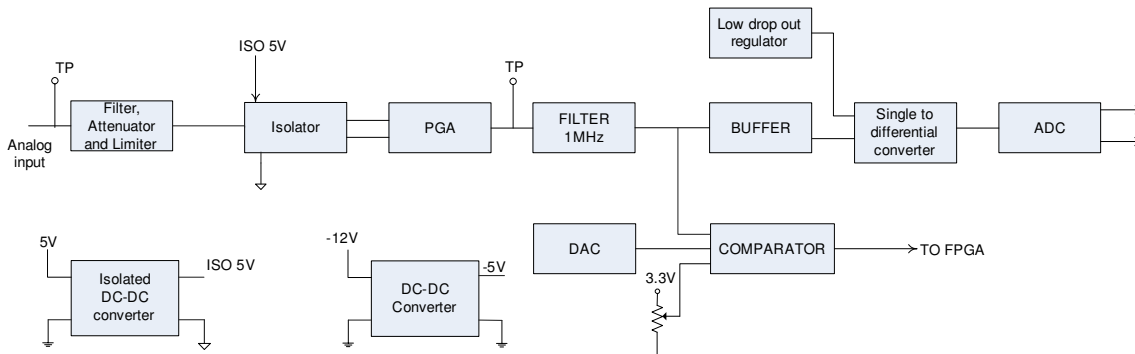 Low drop out
regulator
ISO 5V
TP
TP
Filter,
Attenuator
and Limiter
Isolator
PGA
FILTER
1MHz
BUFFER
Single to
differential
converter
ADC
Analog
input
5V
ISO 5V
Isolated
DC-DC
converter
-12V
-5V
DC-DC
Converter
DAC
COMPARATOR
TO FPGA
3.3V